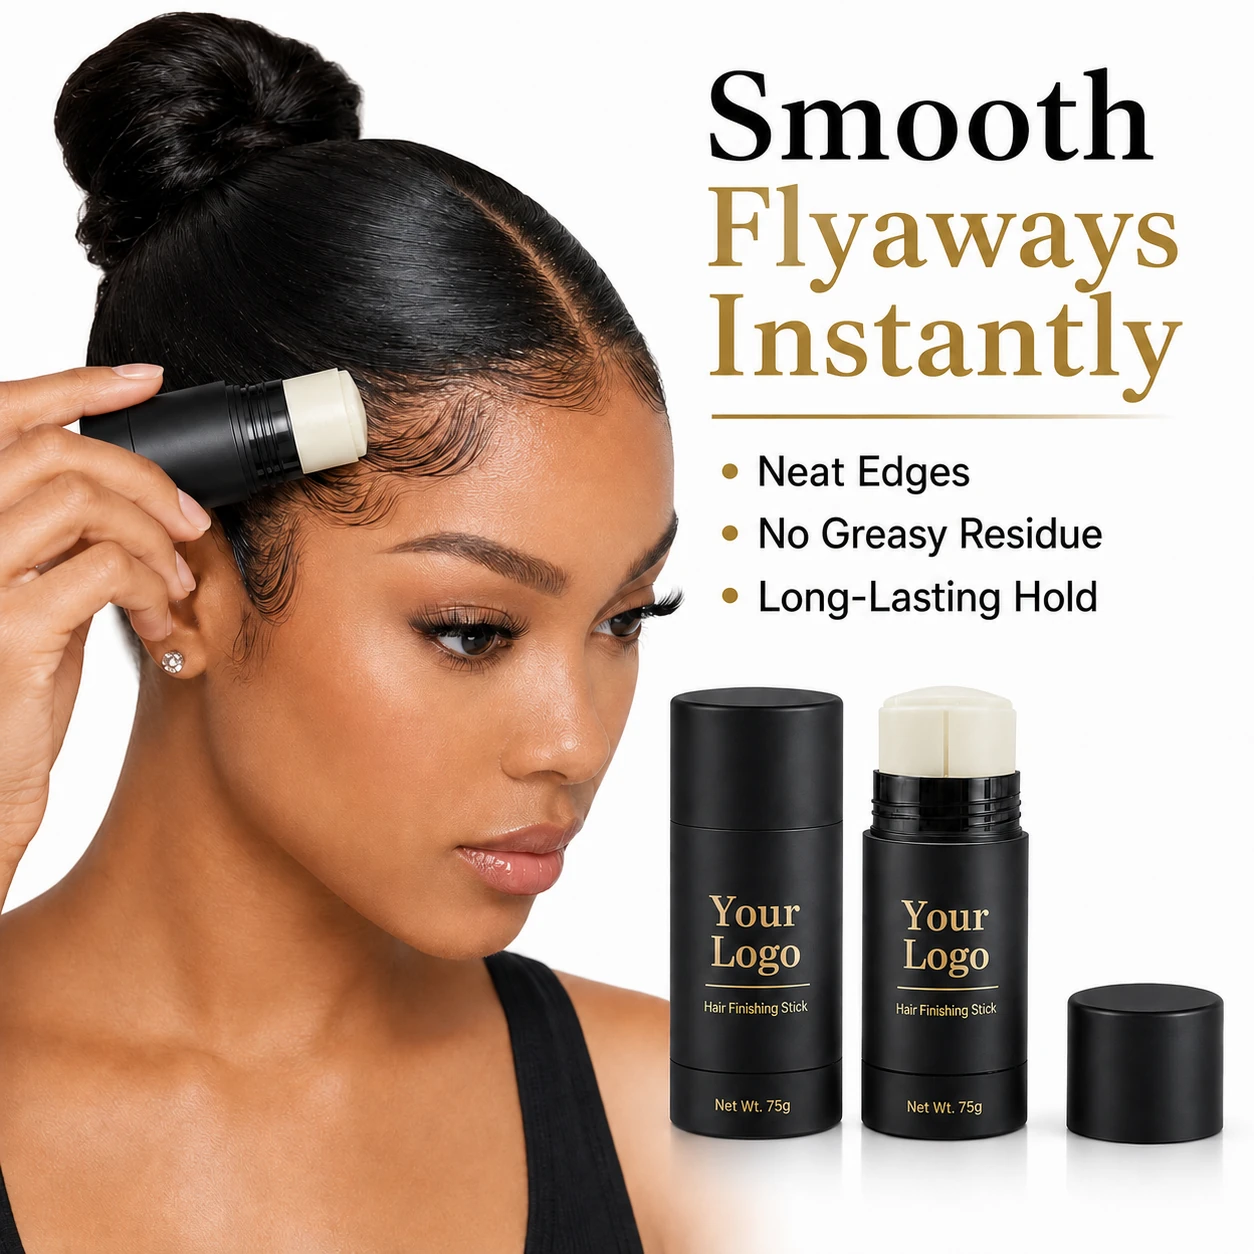 Smooth
Flyaways
Instantly
• Neat Edges
• No Greasy Residue
• Long-Lasting Hold
Your
Logo
Hair Finishing Stick
Net Wt. 75g
Your
Logo
Hair Finishing Stick
Net Wt. 75g